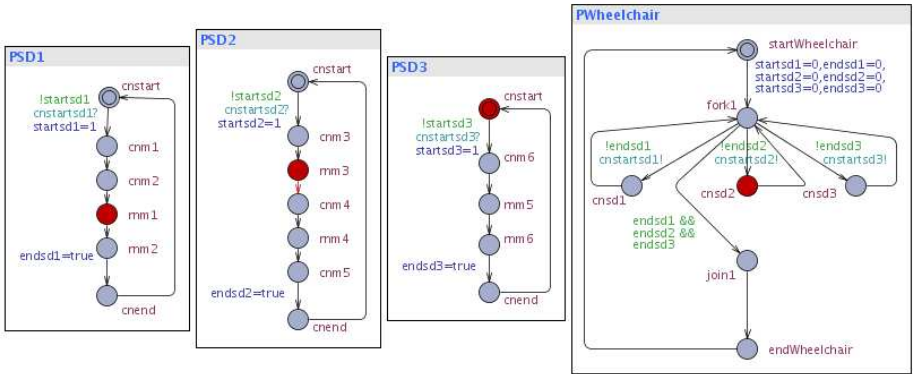 PSD1
cnstart
!startsd1
cnstartsd1?
startsd1=1
cnm1
cnm2
mm1
mm2
endsd1=true
cnend
PSD2
cnstart
!startsd2
cnstartsd2?
startsd2=1
cnm3
mm3
cnm4
mm4
cnm5
endsd2=true
cnend
PSD3
cnstart
!startsd3
cnstartsd3?
startsd3=1
cnm6
mm5
mm6
endsd3=true
cnend
PWheelchair
startWheelchair
startsd1=0,endsd1=0,
startsd2=0,endsd2=0,
startsd3=0,endsd3=0
fork1
!endsd1
cnstartsd1!
!endsd2
cnstartsd2!
!endsd3
cnstartsd3!
cnsd1
cnsd2
cnsd3
endsd1 &&
endsd2 &&
endsd3
join1
endWheelchair